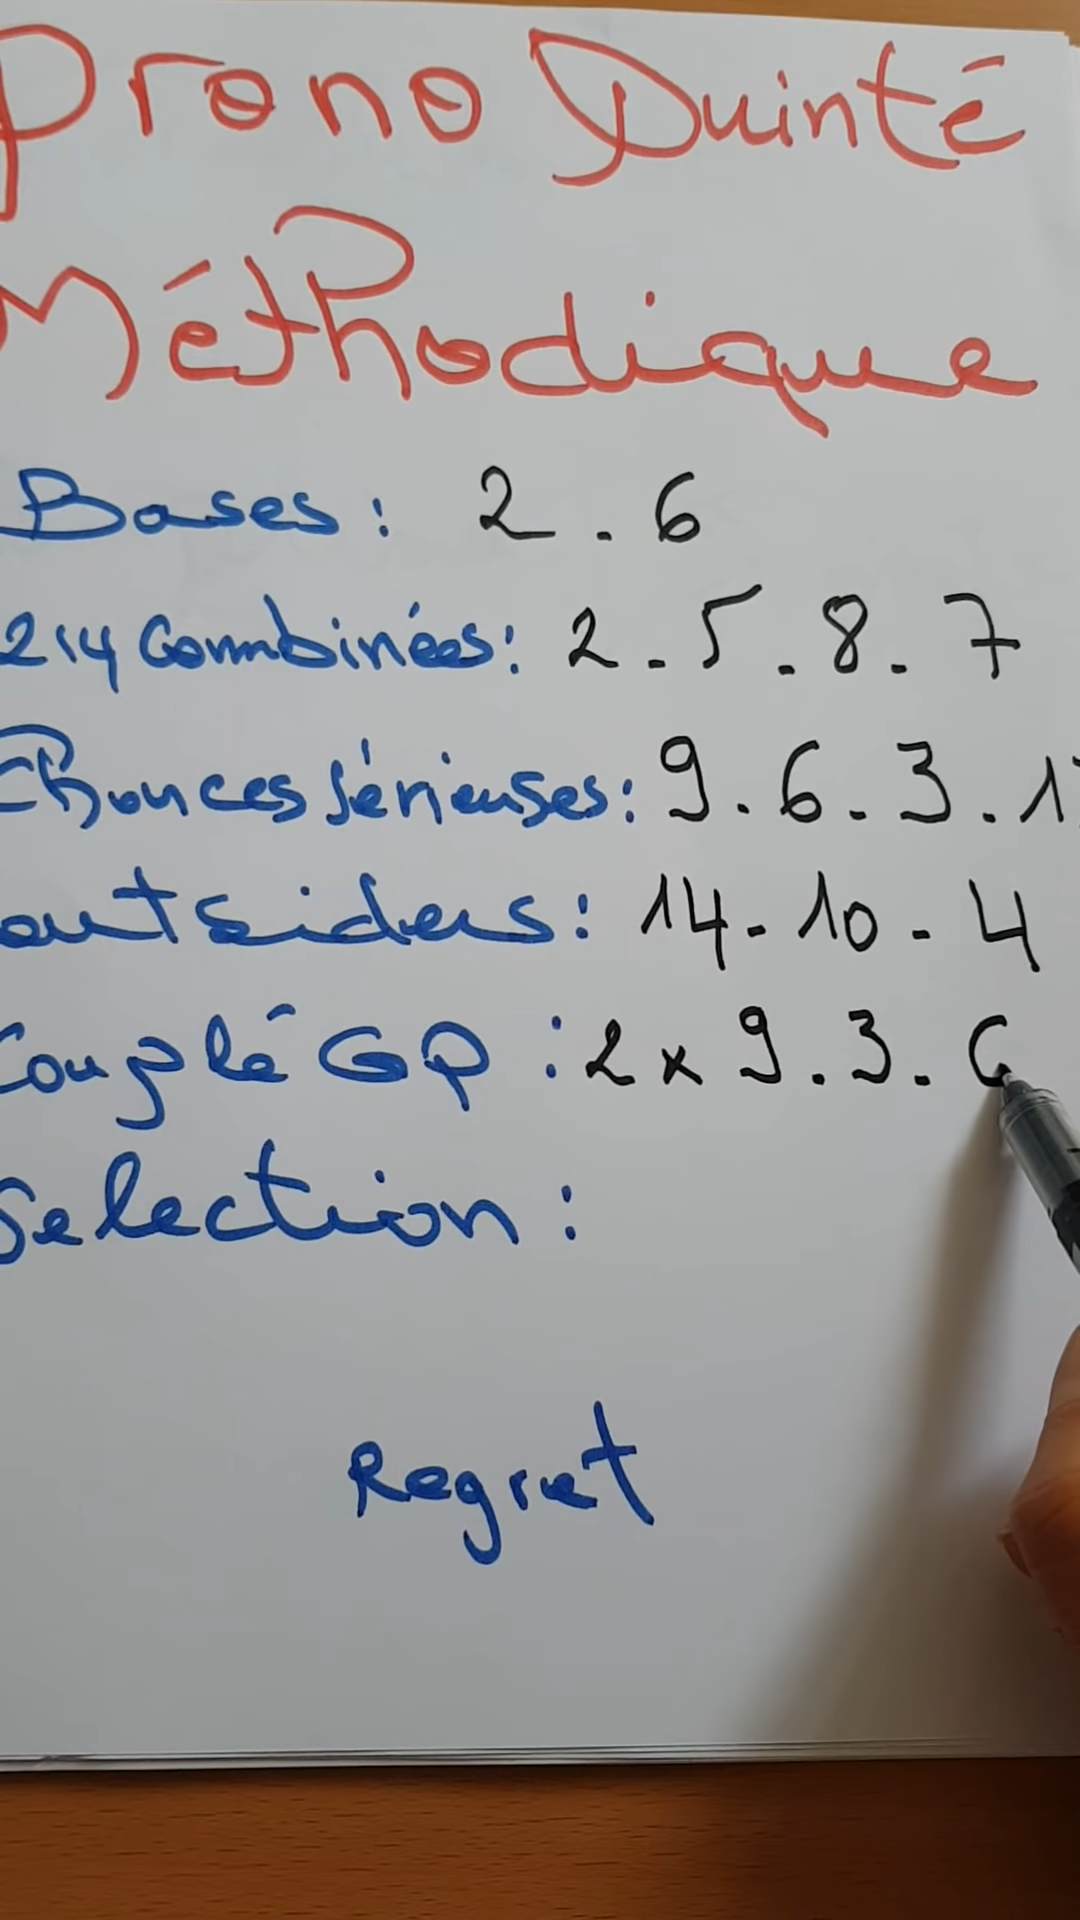 Prono Quinté
Méthodique
Bases : 2 . 6
2/4 Combinées : 2 . 5 . 8 . 7
Chances sérieuses : 9 . 6 . 3 . 1
outsiders : 14 - 10 - 4
Couplé GP : 2 x 9 . 3 . 6
Selection :
Regret